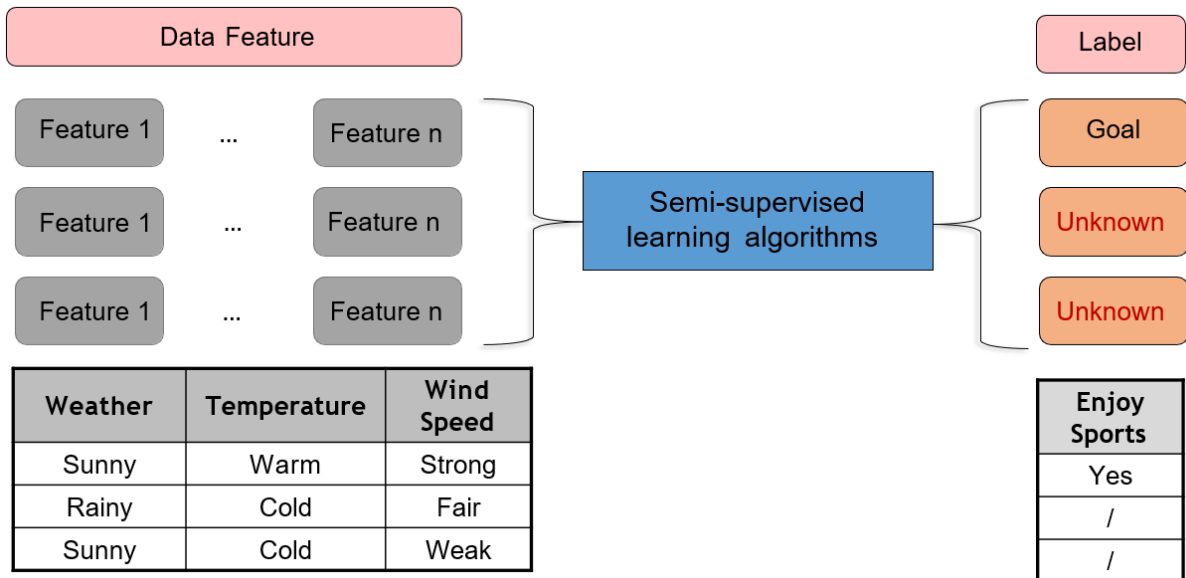 Data Feature
Label
Feature 1 ... Feature n
Goal
Feature 1 ... Feature n
Unknown
Feature 1 ... Feature n
Unknown
Semi-supervised
learning algorithms
Weather Temperature Wind
Speed
Sunny Warm Strong
Rainy Cold Fair
Sunny Cold Weak
Enjoy
Sports
Yes
/
/